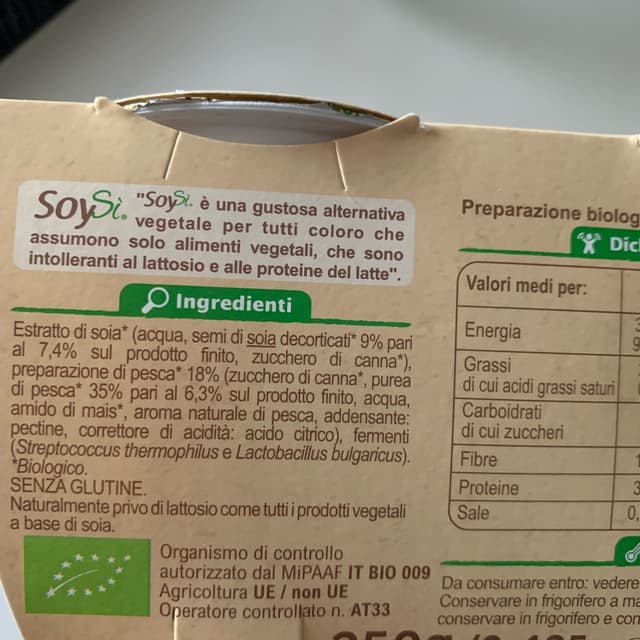 SoySì. "SoySì. è una gustosa alternativa
vegetale per tutti coloro che
assumono solo alimenti vegetali, che sono
intolleranti al lattosio e alle proteine del latte".
Ingredienti
Estratto di soia* (acqua, semi di soia decorticati* 9% pari
al 7,4% sul prodotto finito, zucchero di canna*),
preparazione di pesca* 18% (zucchero di canna*, purea
di pesca* 35% pari al 6,3% sul prodotto finito, acqua,
amido di mais*, aroma naturale di pesca, addensante:
pectine, correttore di acidità: acido citrico), fermenti
(Streptococcus thermophilus e Lactobacillus bulgaricus).
*Biologico.
SENZA GLUTINE.
Naturalmente privo di lattosio come tutti i prodotti vegetali
a base di soia.
Organismo di controllo
autorizzato dal MiPAAF IT BIO 009
Agricoltura UE / non UE
Operatore controllato n. AT33
Preparazione biolog
Dich
Valori medi per:
Energia
Grassi
di cui acidi grassi saturi
Carboidrati
di cui zuccheri
Fibre 1
Proteine 3
Sale 0,
Da consumare entro: vedere
Conservare in frigorifero a ma
conservare in frigorifero e con